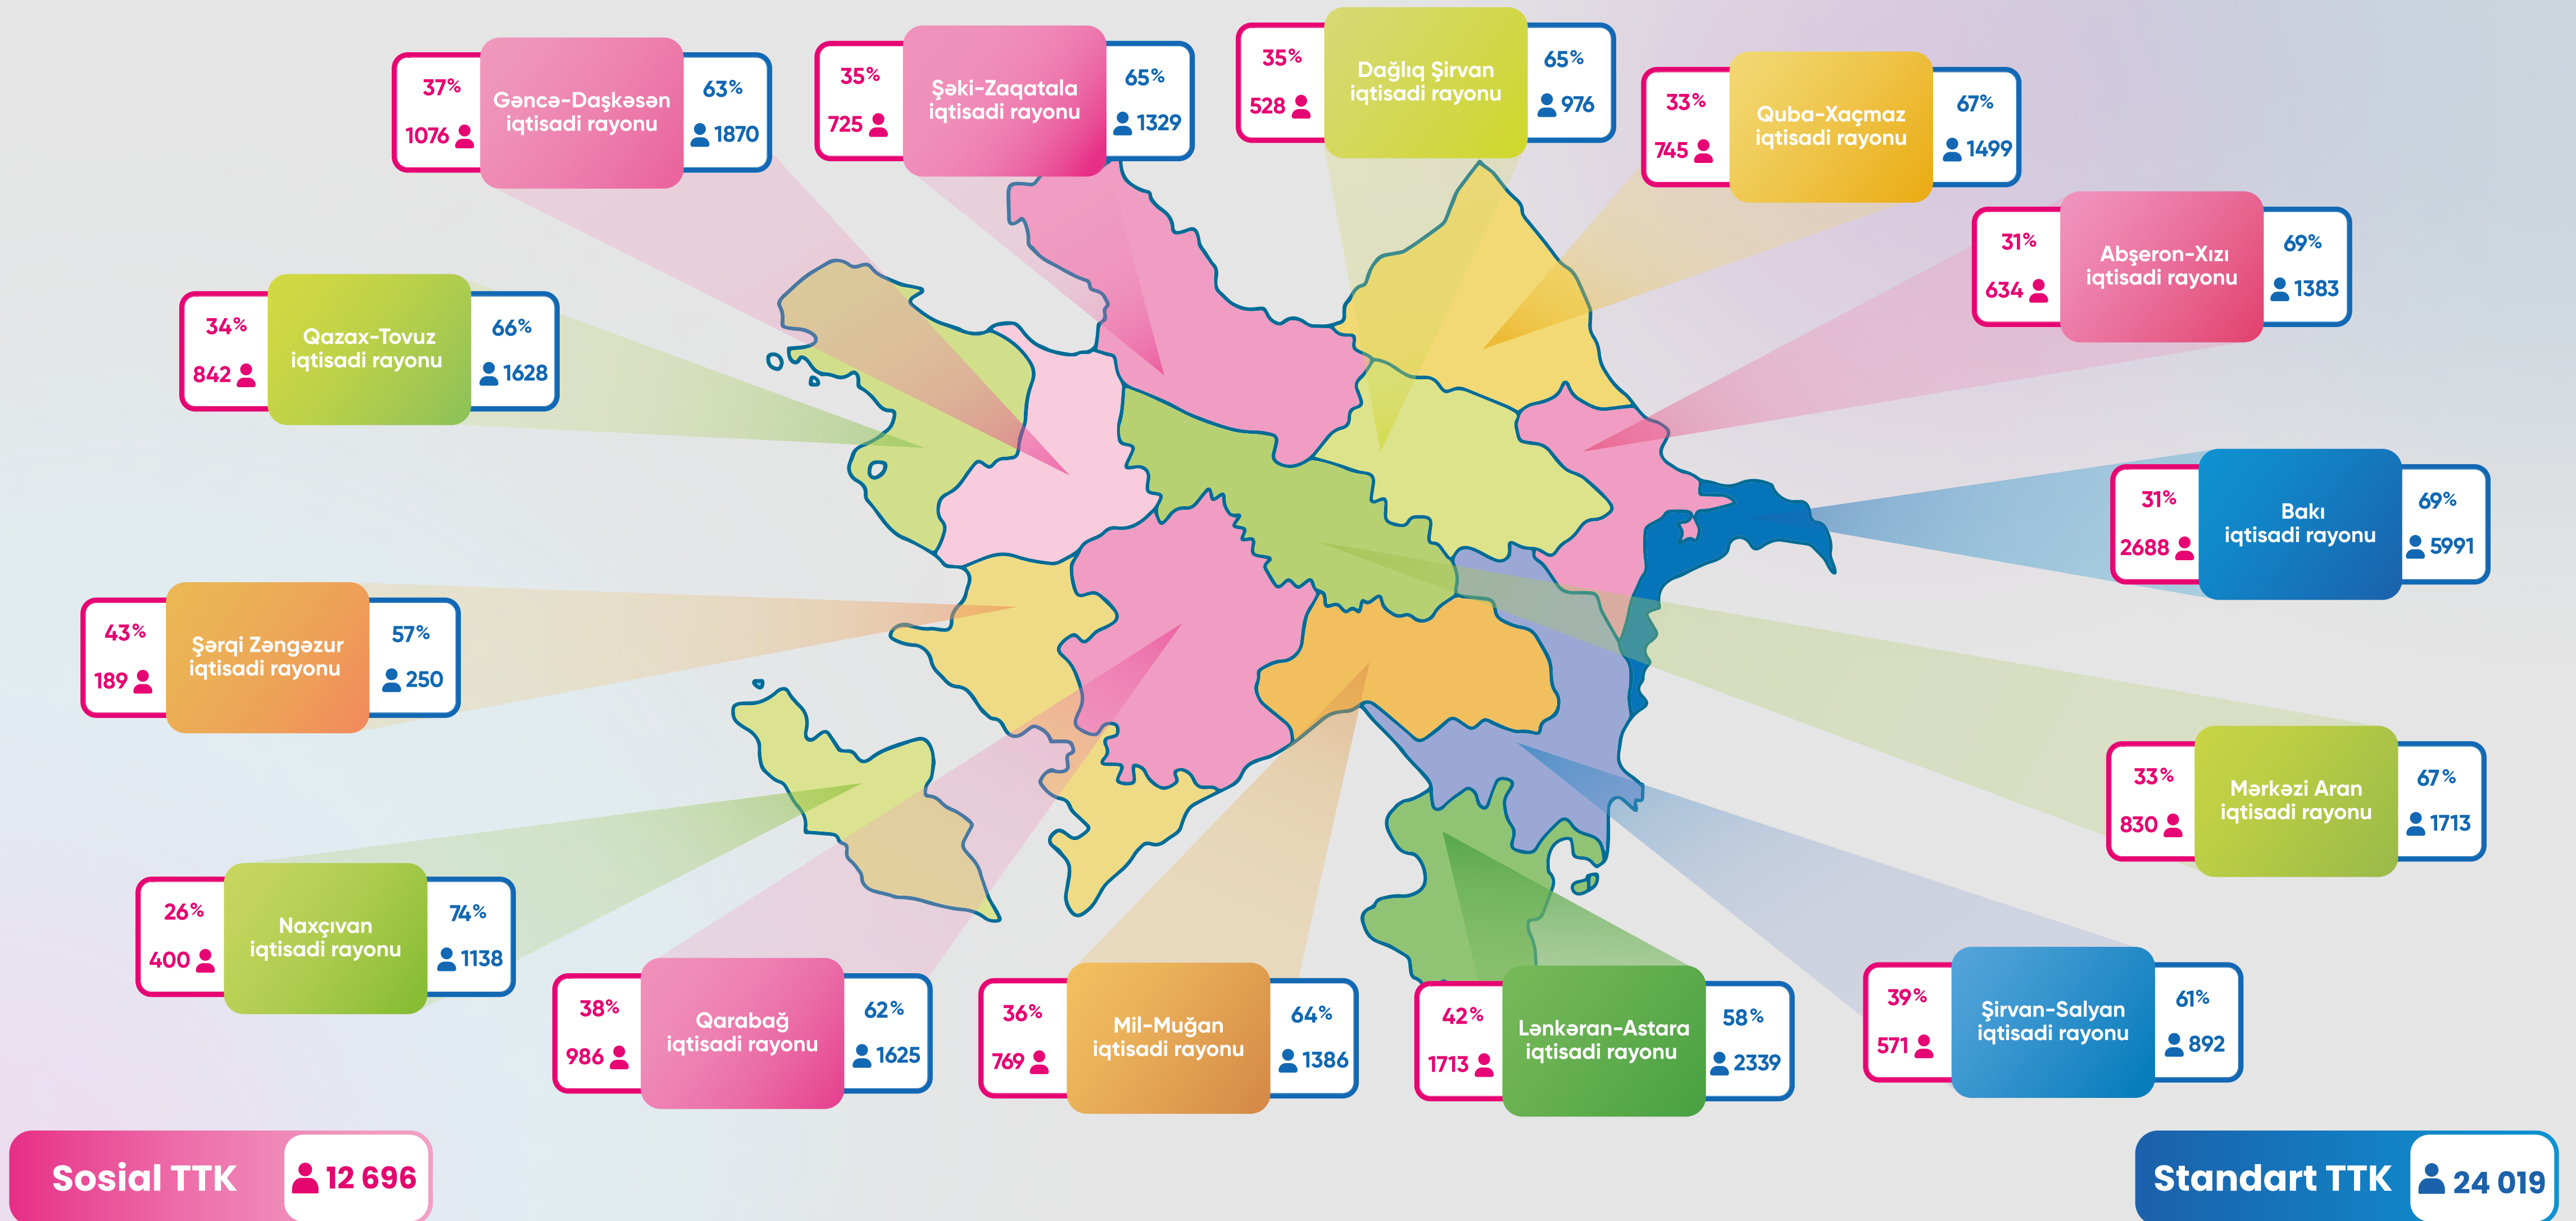 37%
1076
Gəncə-Daşkəsən
iqtisadi rayonu
63%
1870
35%
725
Şəki-Zaqatala
iqtisadi rayonu
65%
1329
35%
528
Dağlıq Şirvan
iqtisadi rayonu
65%
976
33%
745
Quba-Xaçmaz
iqtisadi rayonu
67%
1499
31%
634
Abşeron-Xızı
iqtisadi rayonu
69%
1383
34%
842
Qazax-Tovuz
iqtisadi rayonu
66%
1628
31%
2688
Bakı
iqtisadi rayonu
69%
5991
43%
189
Şərqi Zəngəzur
iqtisadi rayonu
57%
250
33%
830
Mərkəzi Aran
iqtisadi rayonu
67%
1713
26%
400
Naxçıvan
iqtisadi rayonu
74%
1138
38%
986
Qarabağ
iqtisadi rayonu
62%
1625
36%
769
Mil-Muğan
iqtisadi rayonu
64%
1386
42%
1713
Lənkəran-Astara
iqtisadi rayonu
58%
2339
39%
571
Şirvan-Salyan
iqtisadi rayonu
61%
892
Sosial TTK
12 696
Standart TTK
24 019